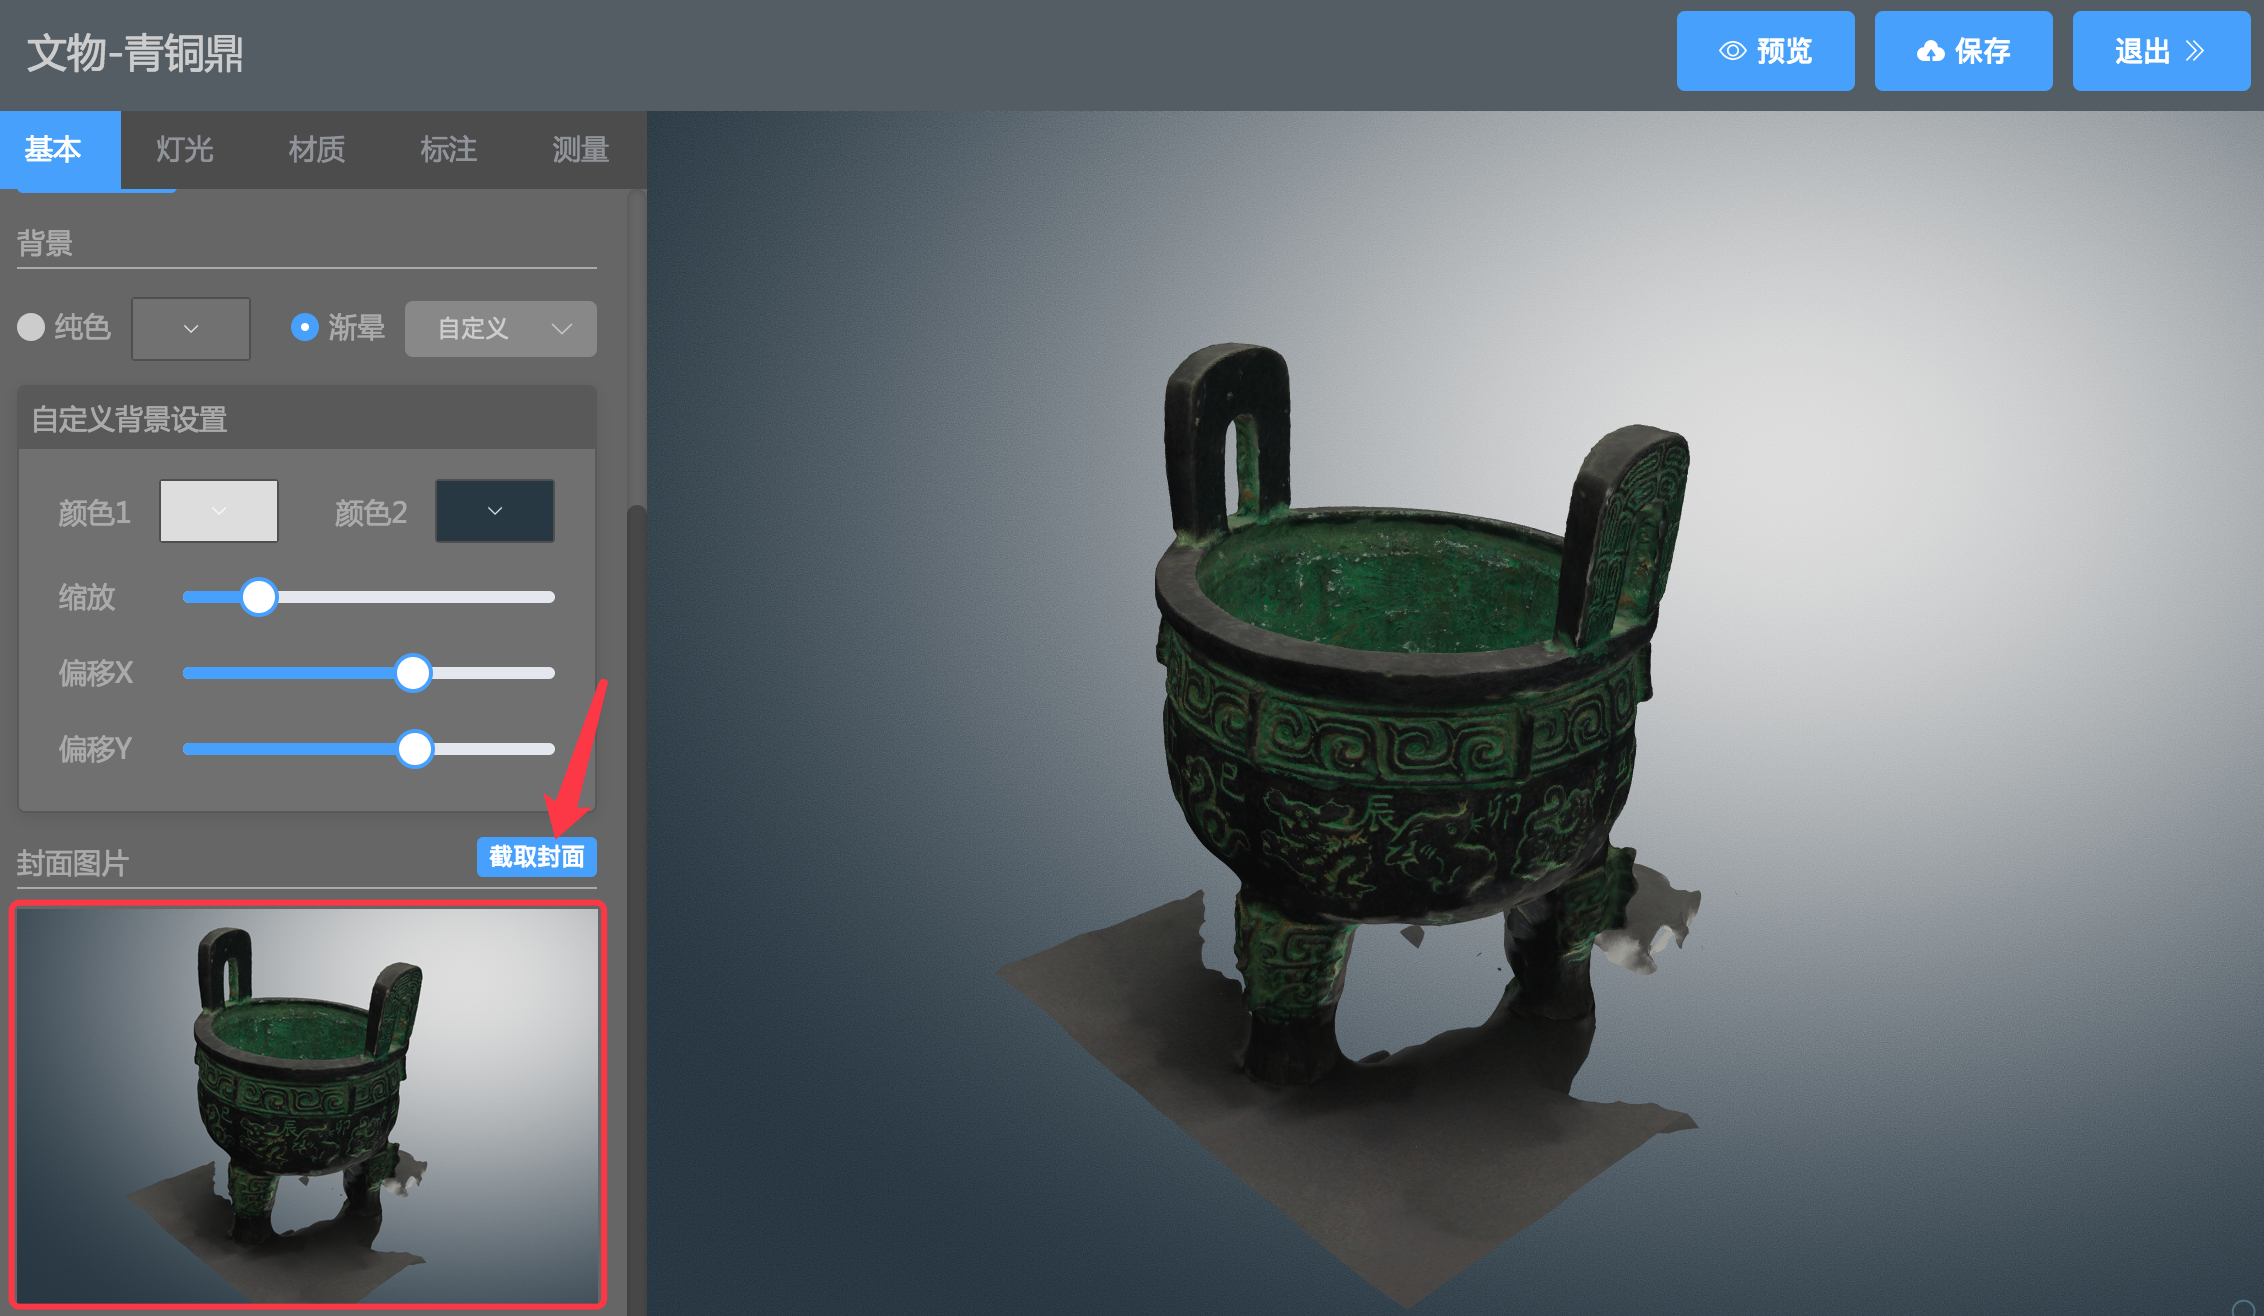 文物-青铜鼎
预览
保存
退出
基本
灯光
材质
标注
测量
背景
纯色
渐晕
自定义
自定义背景设置
颜色1
颜色2
缩放
偏移X
偏移Y
封面图片
截取封面
巳
辰
卯